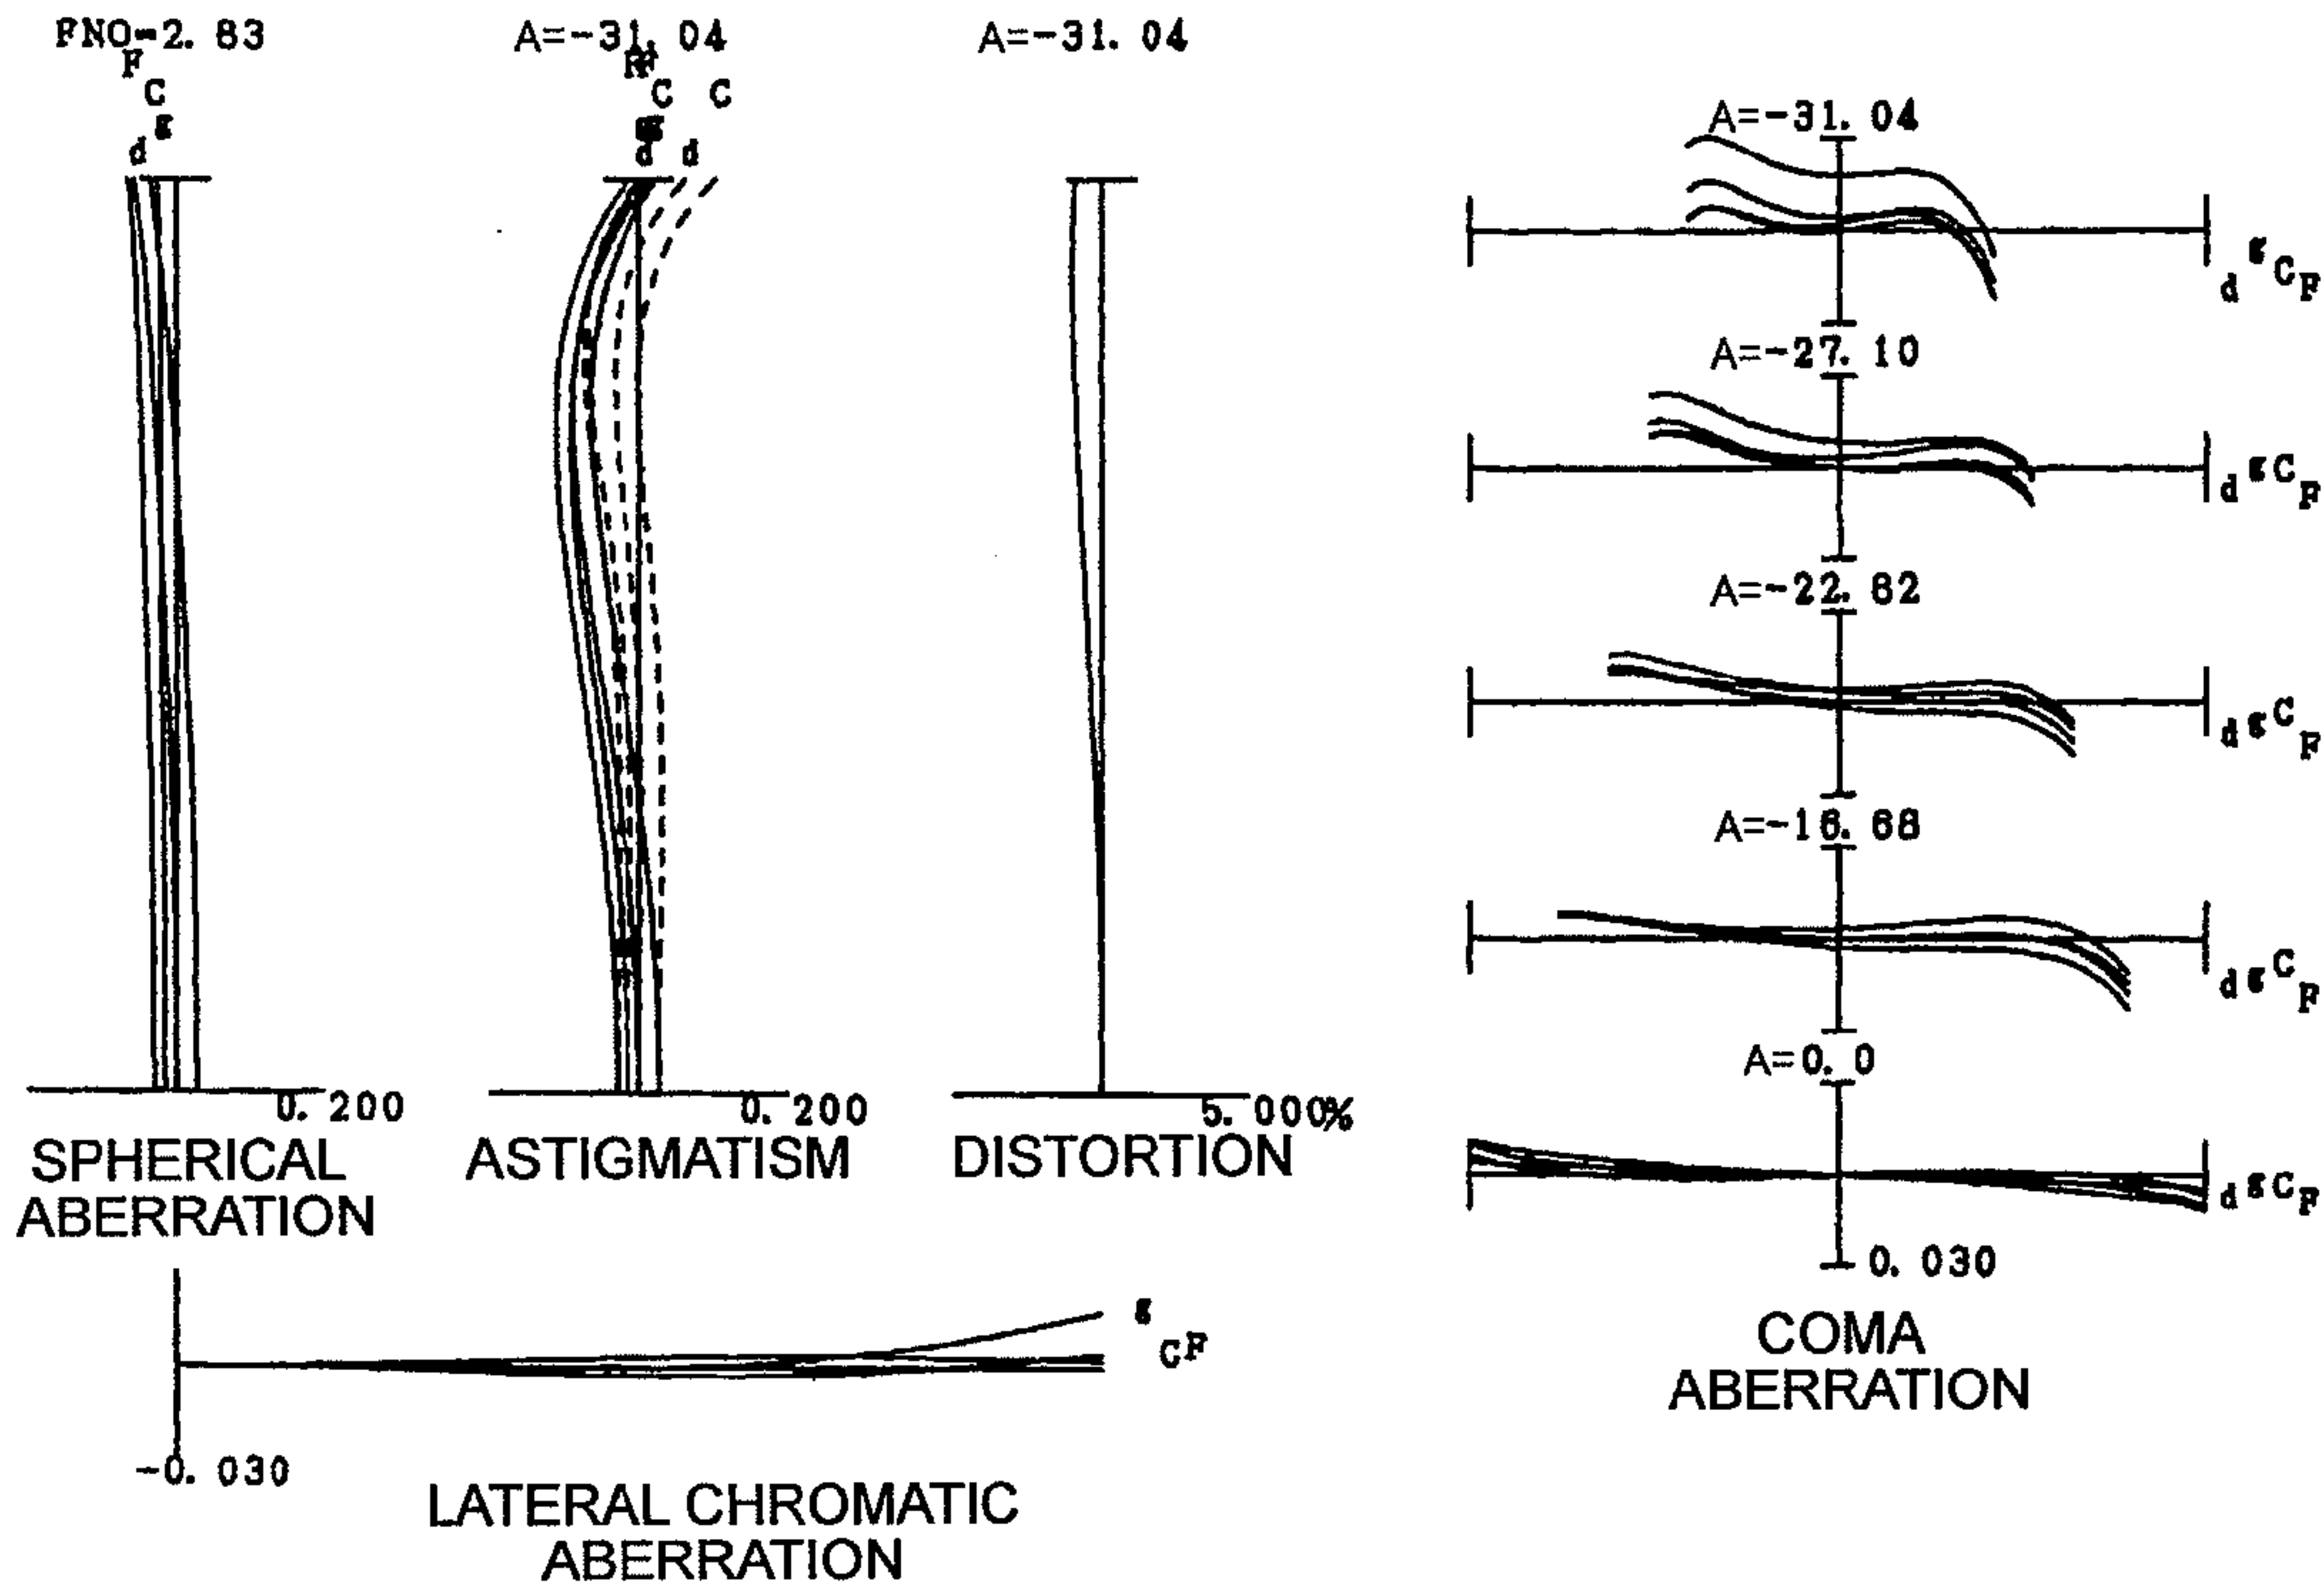 FNO=2.83
F
C
g
d
A=-31.04
F F
C C
g g
d d
A=-31.04
0.200
SPHERICAL
ABERRATION
0.200
ASTIGMATISM
5.000%
DISTORTION
A=-31.04
d g C F
A=-27.10
d g C F
A=-22.82
d g C F
A=-16.68
d g C F
A=0.0
d g C F
0.030
COMA
ABERRATION
g
C F
-0.030
LATERAL CHROMATIC
ABERRATION